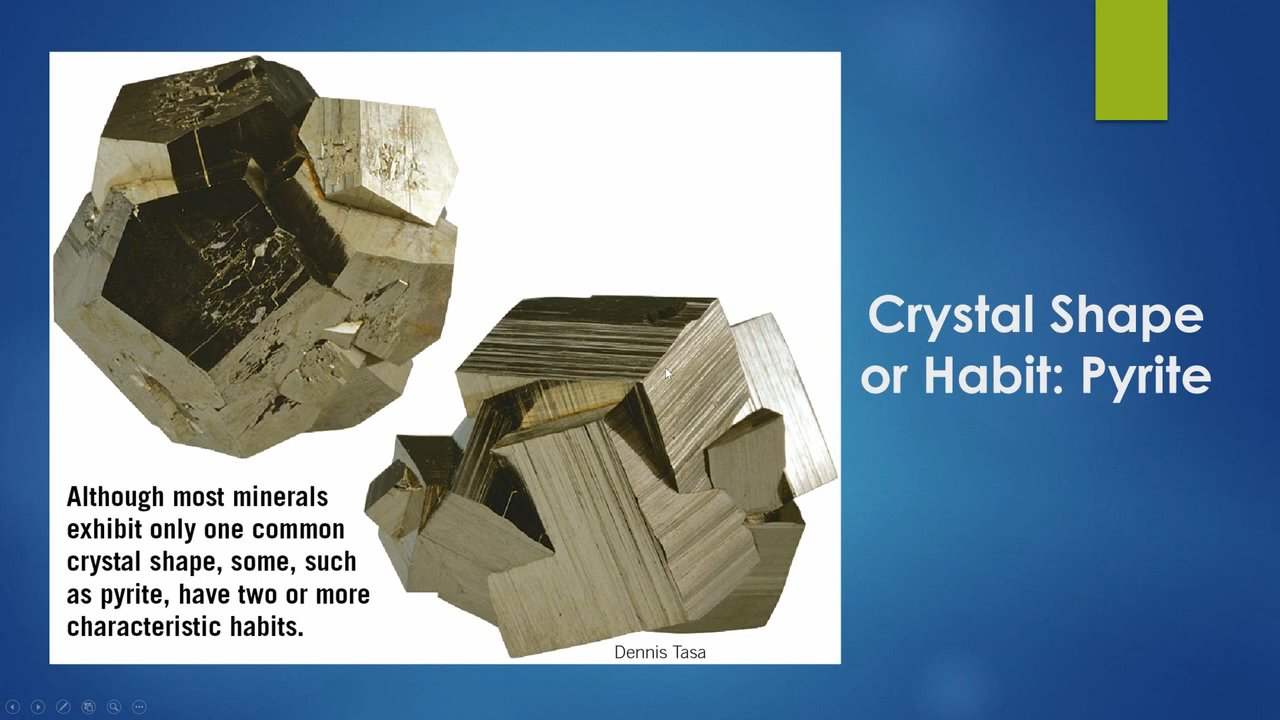 Crystal Shape
or Habit: Pyrite
Although most minerals
exhibit only one common
crystal shape, some, such
as pyrite, have two or more
characteristic habits.
Dennis Tasa